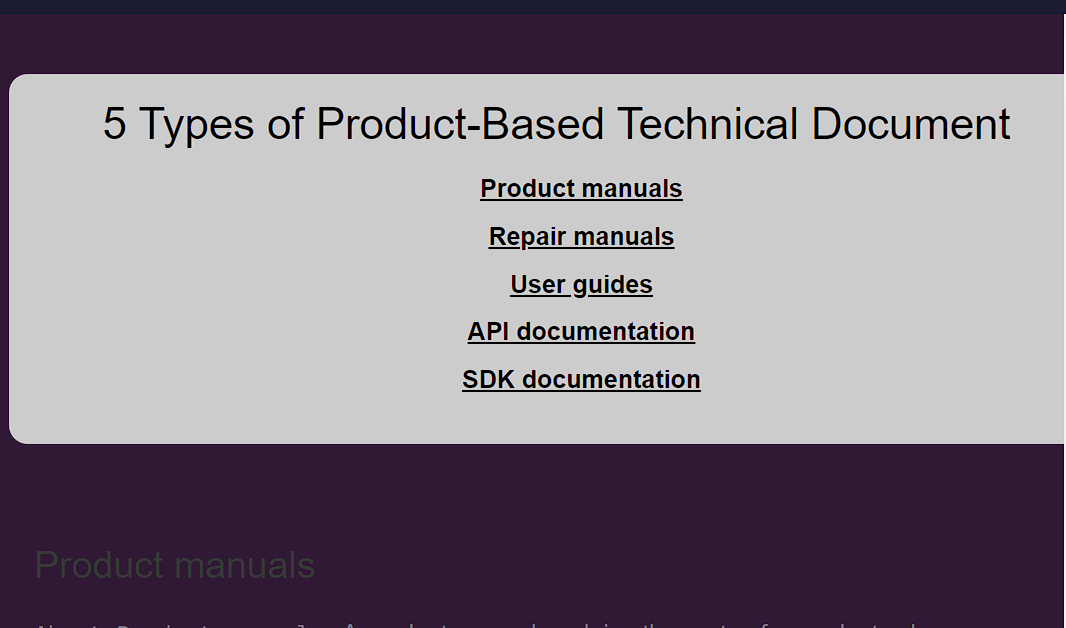 5 Types of Product-Based Technical Document
Product manuals
Repair manuals
User guides
API documentation
SDK documentation
Product manuals